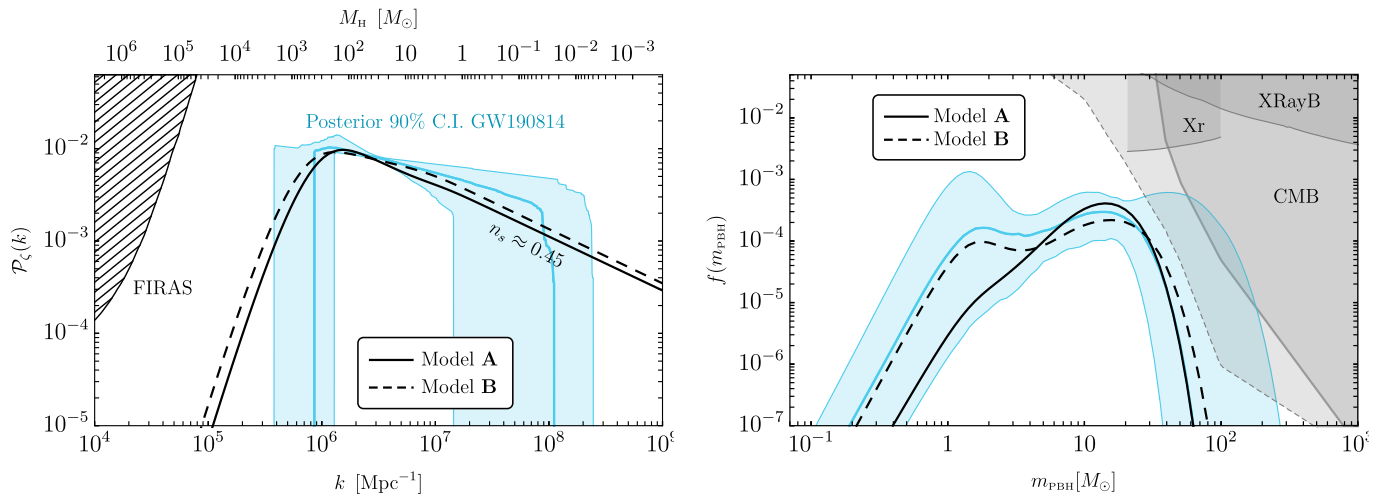 M_H [M_⊙]
10^6 10^5 10^4 10^3 10^2 10 1 10^-1 10^-2 10^-3
Posterior 90% C.I. GW190814
10^-2
10^-3
10^-4
10^-5
P_ζ(k)
n_s ≈ 0.45
FIRAS
Model A
Model B
10^4 10^5 10^6 10^7 10^8
k [Mpc^-1]
10^-2
10^-3
10^-4
10^-5
10^-6
10^-7
f(m_PBH)
Model A
Model B
XRayB
Xr
CMB
10^-1 1 10 10^2
m_PBH[M_⊙]